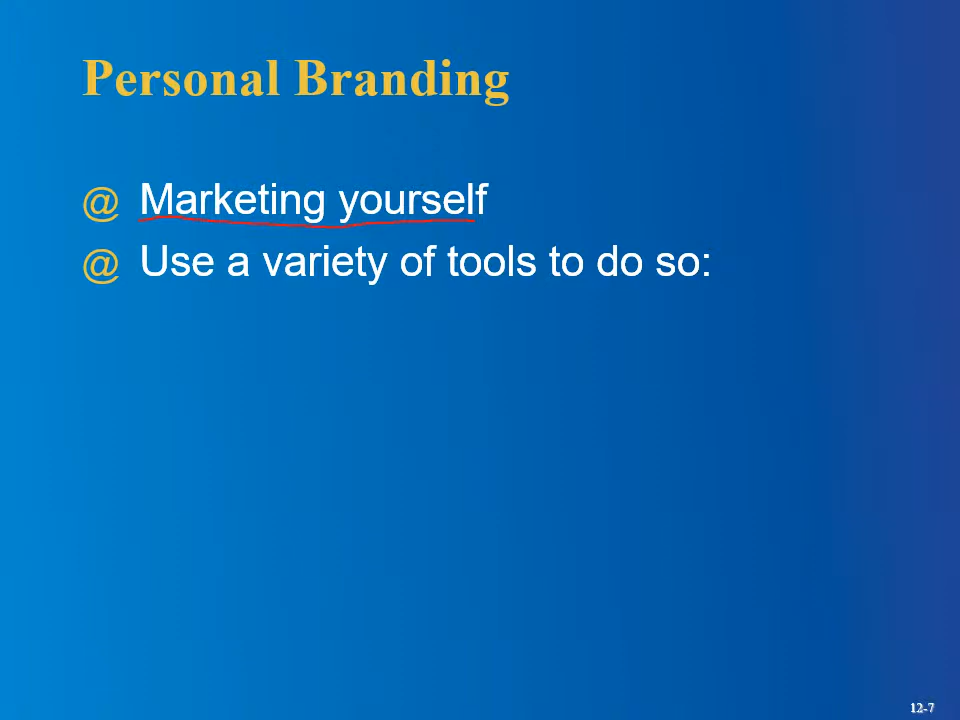 Personal Branding
@ Marketing yourself
@ Use a variety of tools to do so:
12-7